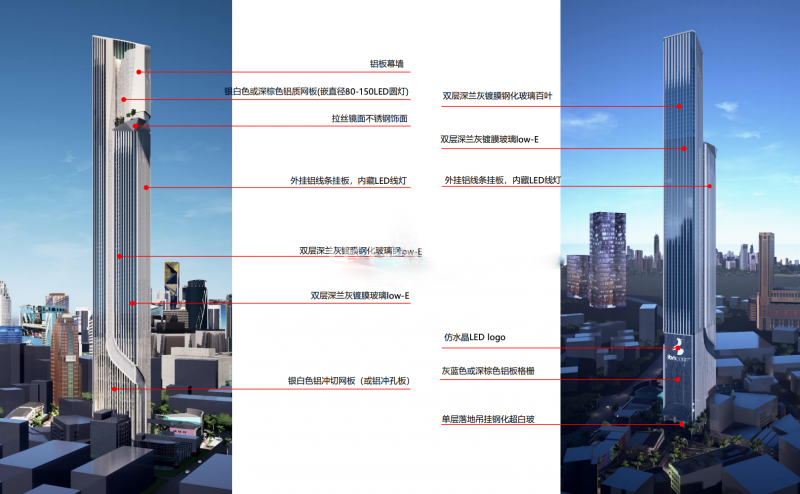 铝板幕墙
银白色或深棕色铝质网板(嵌直径80-150LED圆灯)
拉丝镜面不锈钢饰面
外挂铝线条挂板，内藏LED线灯
双层深兰灰镀膜钢化玻璃low-E
双层深兰灰镀膜玻璃low-E
银白色铝冲切网板（或铝冲孔板）
双层深兰灰镀膜钢化玻璃百叶
双层深兰灰镀膜玻璃low-E
外挂铝线条挂板，内藏LED线灯
仿水晶LED logo
灰蓝色或深棕色铝板格栅
单层落地吊挂钢化超白玻